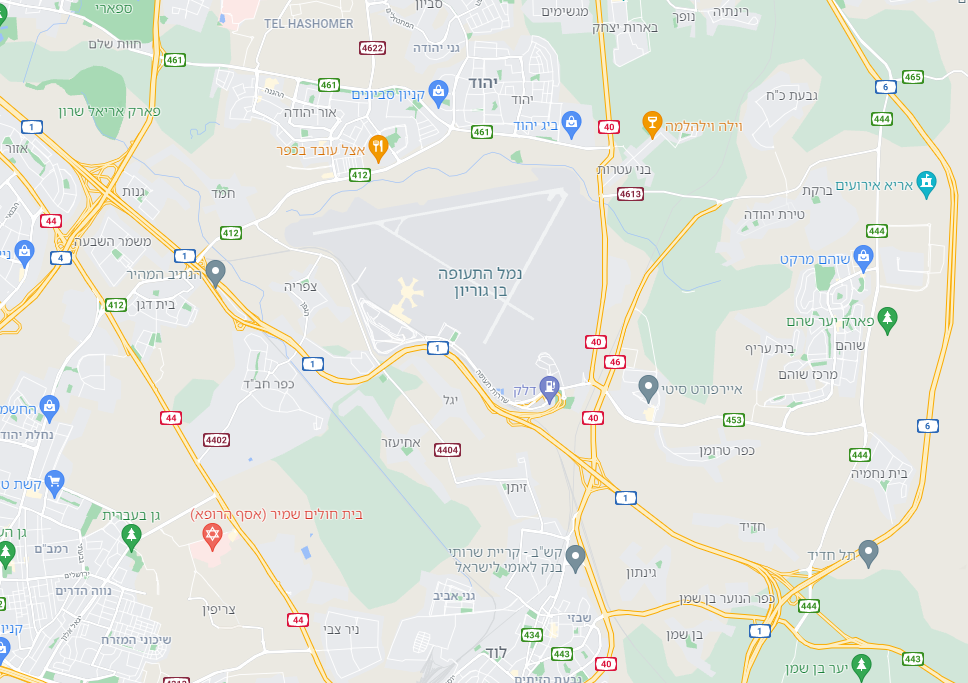 ספארי
סביון
מגשימים
רינתיה
נופך
TEL HASHOMER
בארות יצחק
חוות שלם
4622
גני יהודה
461
465
יהוד
6
461
קניון סביונים
יהוד
גבעת כ"ח
פארק אריאל שרון
אור יהודה
444
1
ביג יהוד
40
וילה וילהלמה
461
אזור
אצל עובד בכפר
412
בני עטרות
גנות
חמד
4613
ברקת
אריא אירועים
44
טירת יהודה
412
444
משמר השבעה
4
1
שוהם מרקט
הנתיב המהיר
נמל התעופה
בן גוריון
צפריה
412
בית דגן
פארק יער שהם
שוהם
1
40
בית עריף
46
1
מרכז שוהם
כפר חב"ד
דלק
איירפורט סיטי
יגל
החשמ
44
40
453
6
נחלת יהוד
4402
אחיעזר
4404
כפר טרומן
444
בית נחמיה
קשת ט
זיתן
1
גן בעברית
בית חולים שמיר (אסף הרופא)
חדיד
רמב"ם
קש"ב - קריית שרותי
בנק לאומי לישראל
תל חדיד
גינתון
נווה הדרים
גני אביב
כפר הנוער בן שמן
444
צריפין
44
שבזי
ניר צבי
434
1
בן שמן
שיכוני המזרח
לוד
443
40
443
יער בן שמן